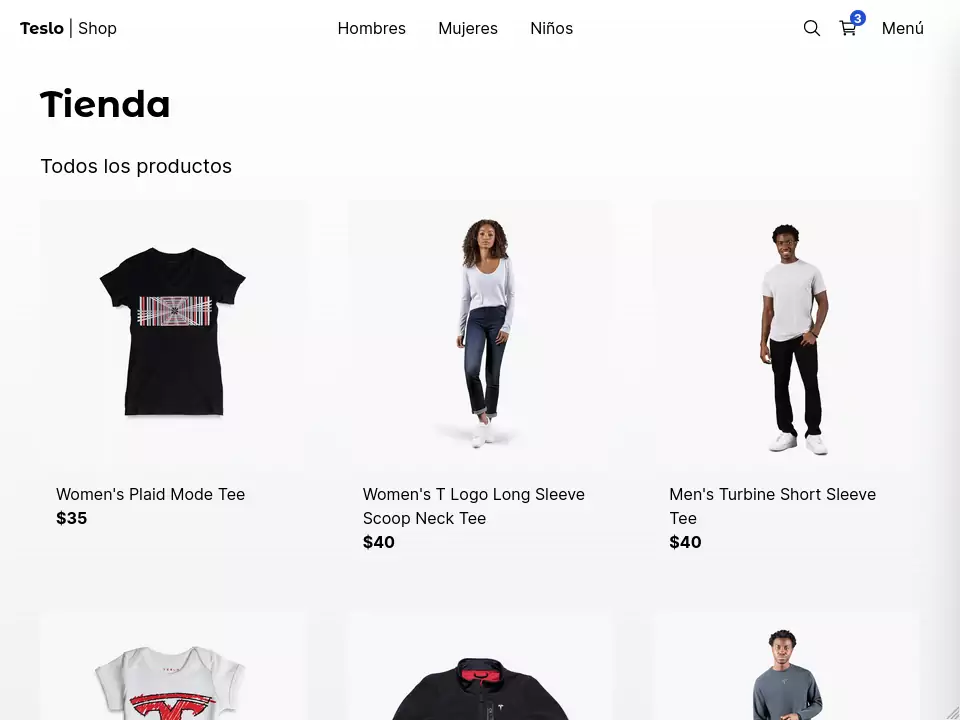 Teslo | Shop
Hombres
Mujeres
Niños
3
Menú
Tienda
Todos los productos
Women's Plaid Mode Tee
$35
Women's T Logo Long Sleeve
Scoop Neck Tee
$40
Men's Turbine Short Sleeve
Tee
$40